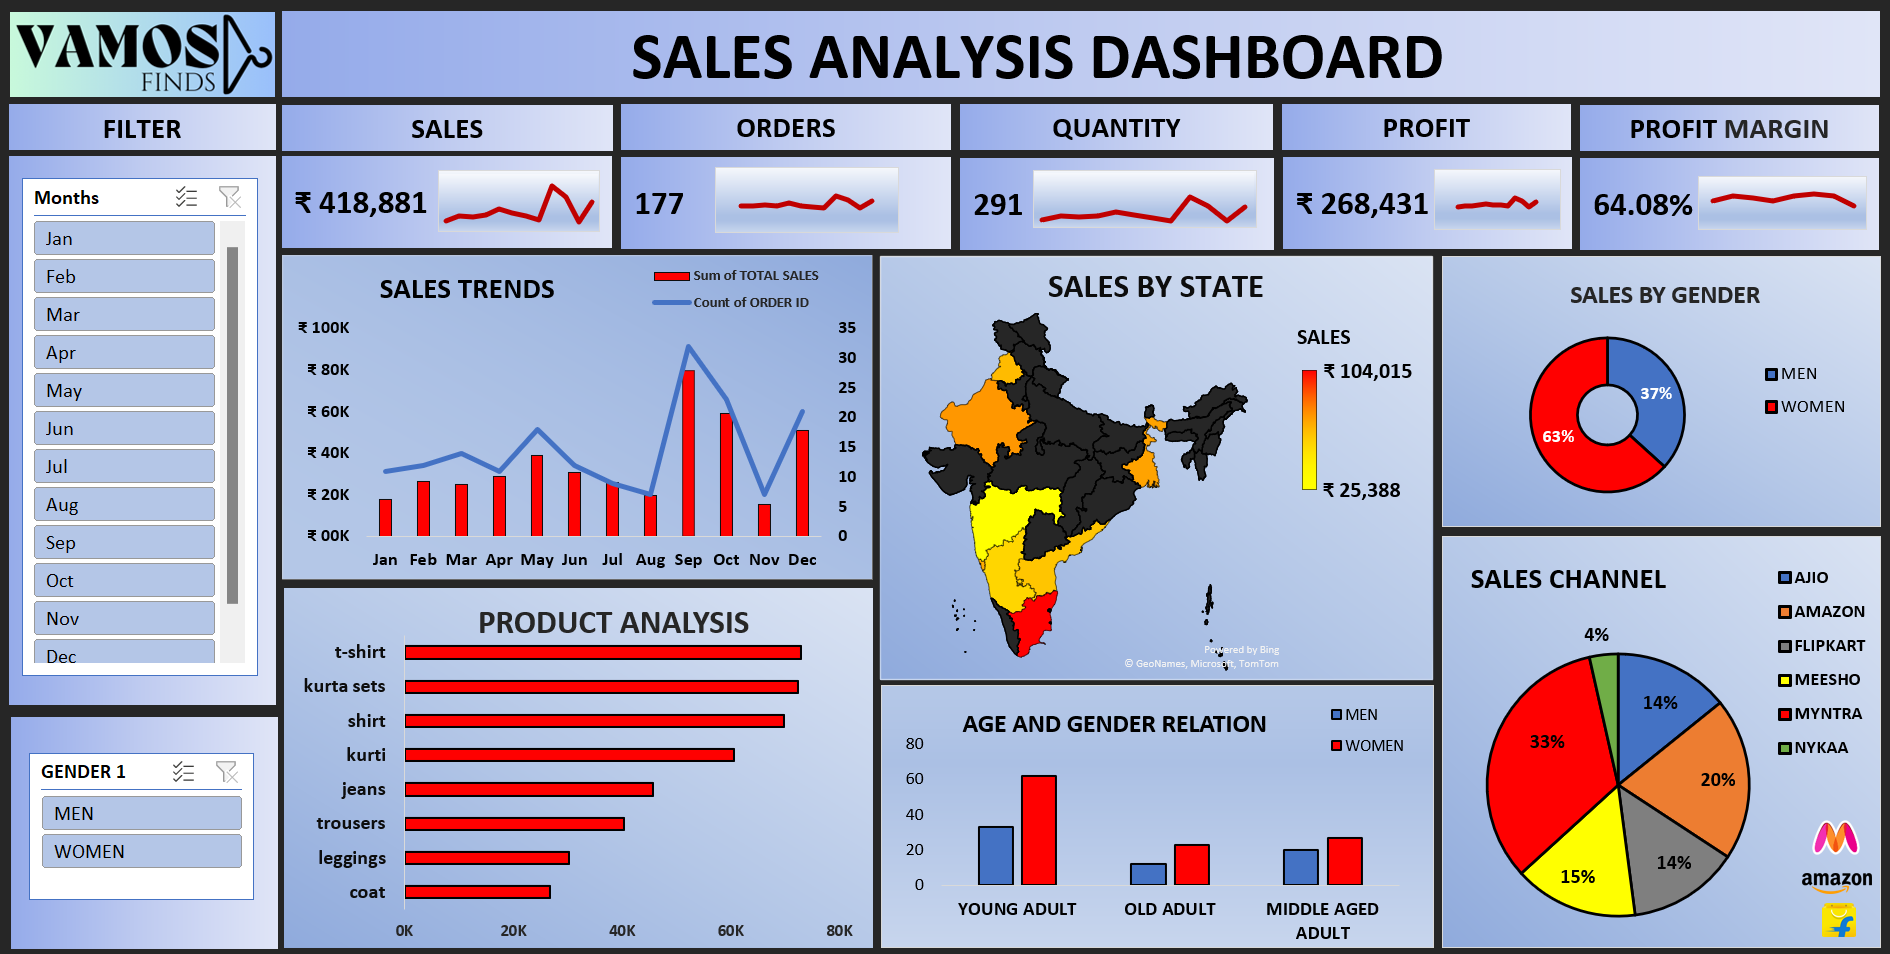 VAMOS
FINDS
SALES ANALYSIS DASHBOARD
FILTER
SALES
ORDERS
QUANTITY
PROFIT
PROFIT MARGIN
₹ 418,881
177
291
₹ 268,431
64.08%
Months
Jan
Feb
Mar
Apr
May
Jun
Jul
Aug
Sep
Oct
Nov
Dec
GENDER 1
MEN
WOMEN
SALES TRENDS
Sum of TOTAL SALES
Count of ORDER ID
₹ 100K
₹ 80K
₹ 60K
₹ 40K
₹ 20K
₹ 00K
35
30
25
20
15
10
5
0
Jan Feb Mar Apr May Jun Jul Aug Sep Oct Nov Dec
PRODUCT ANALYSIS
t-shirt
kurta sets
shirt
kurti
jeans
trousers
leggings
coat
0K 20K 40K 60K 80K
SALES BY STATE
SALES
₹ 104,015
₹ 25,388
Powered by Bing
© GeoNames, Microsoft, TomTom
AGE AND GENDER RELATION
MEN
WOMEN
80
60
40
20
0
YOUNG ADULT OLD ADULT MIDDLE AGED
ADULT
SALES BY GENDER
37%
63%
MEN
WOMEN
SALES CHANNEL
AJIO
AMAZON
FLIPKART
MEESHO
MYNTRA
NYKAA
4%
14%
33%
20%
14%
15%
amazon
f